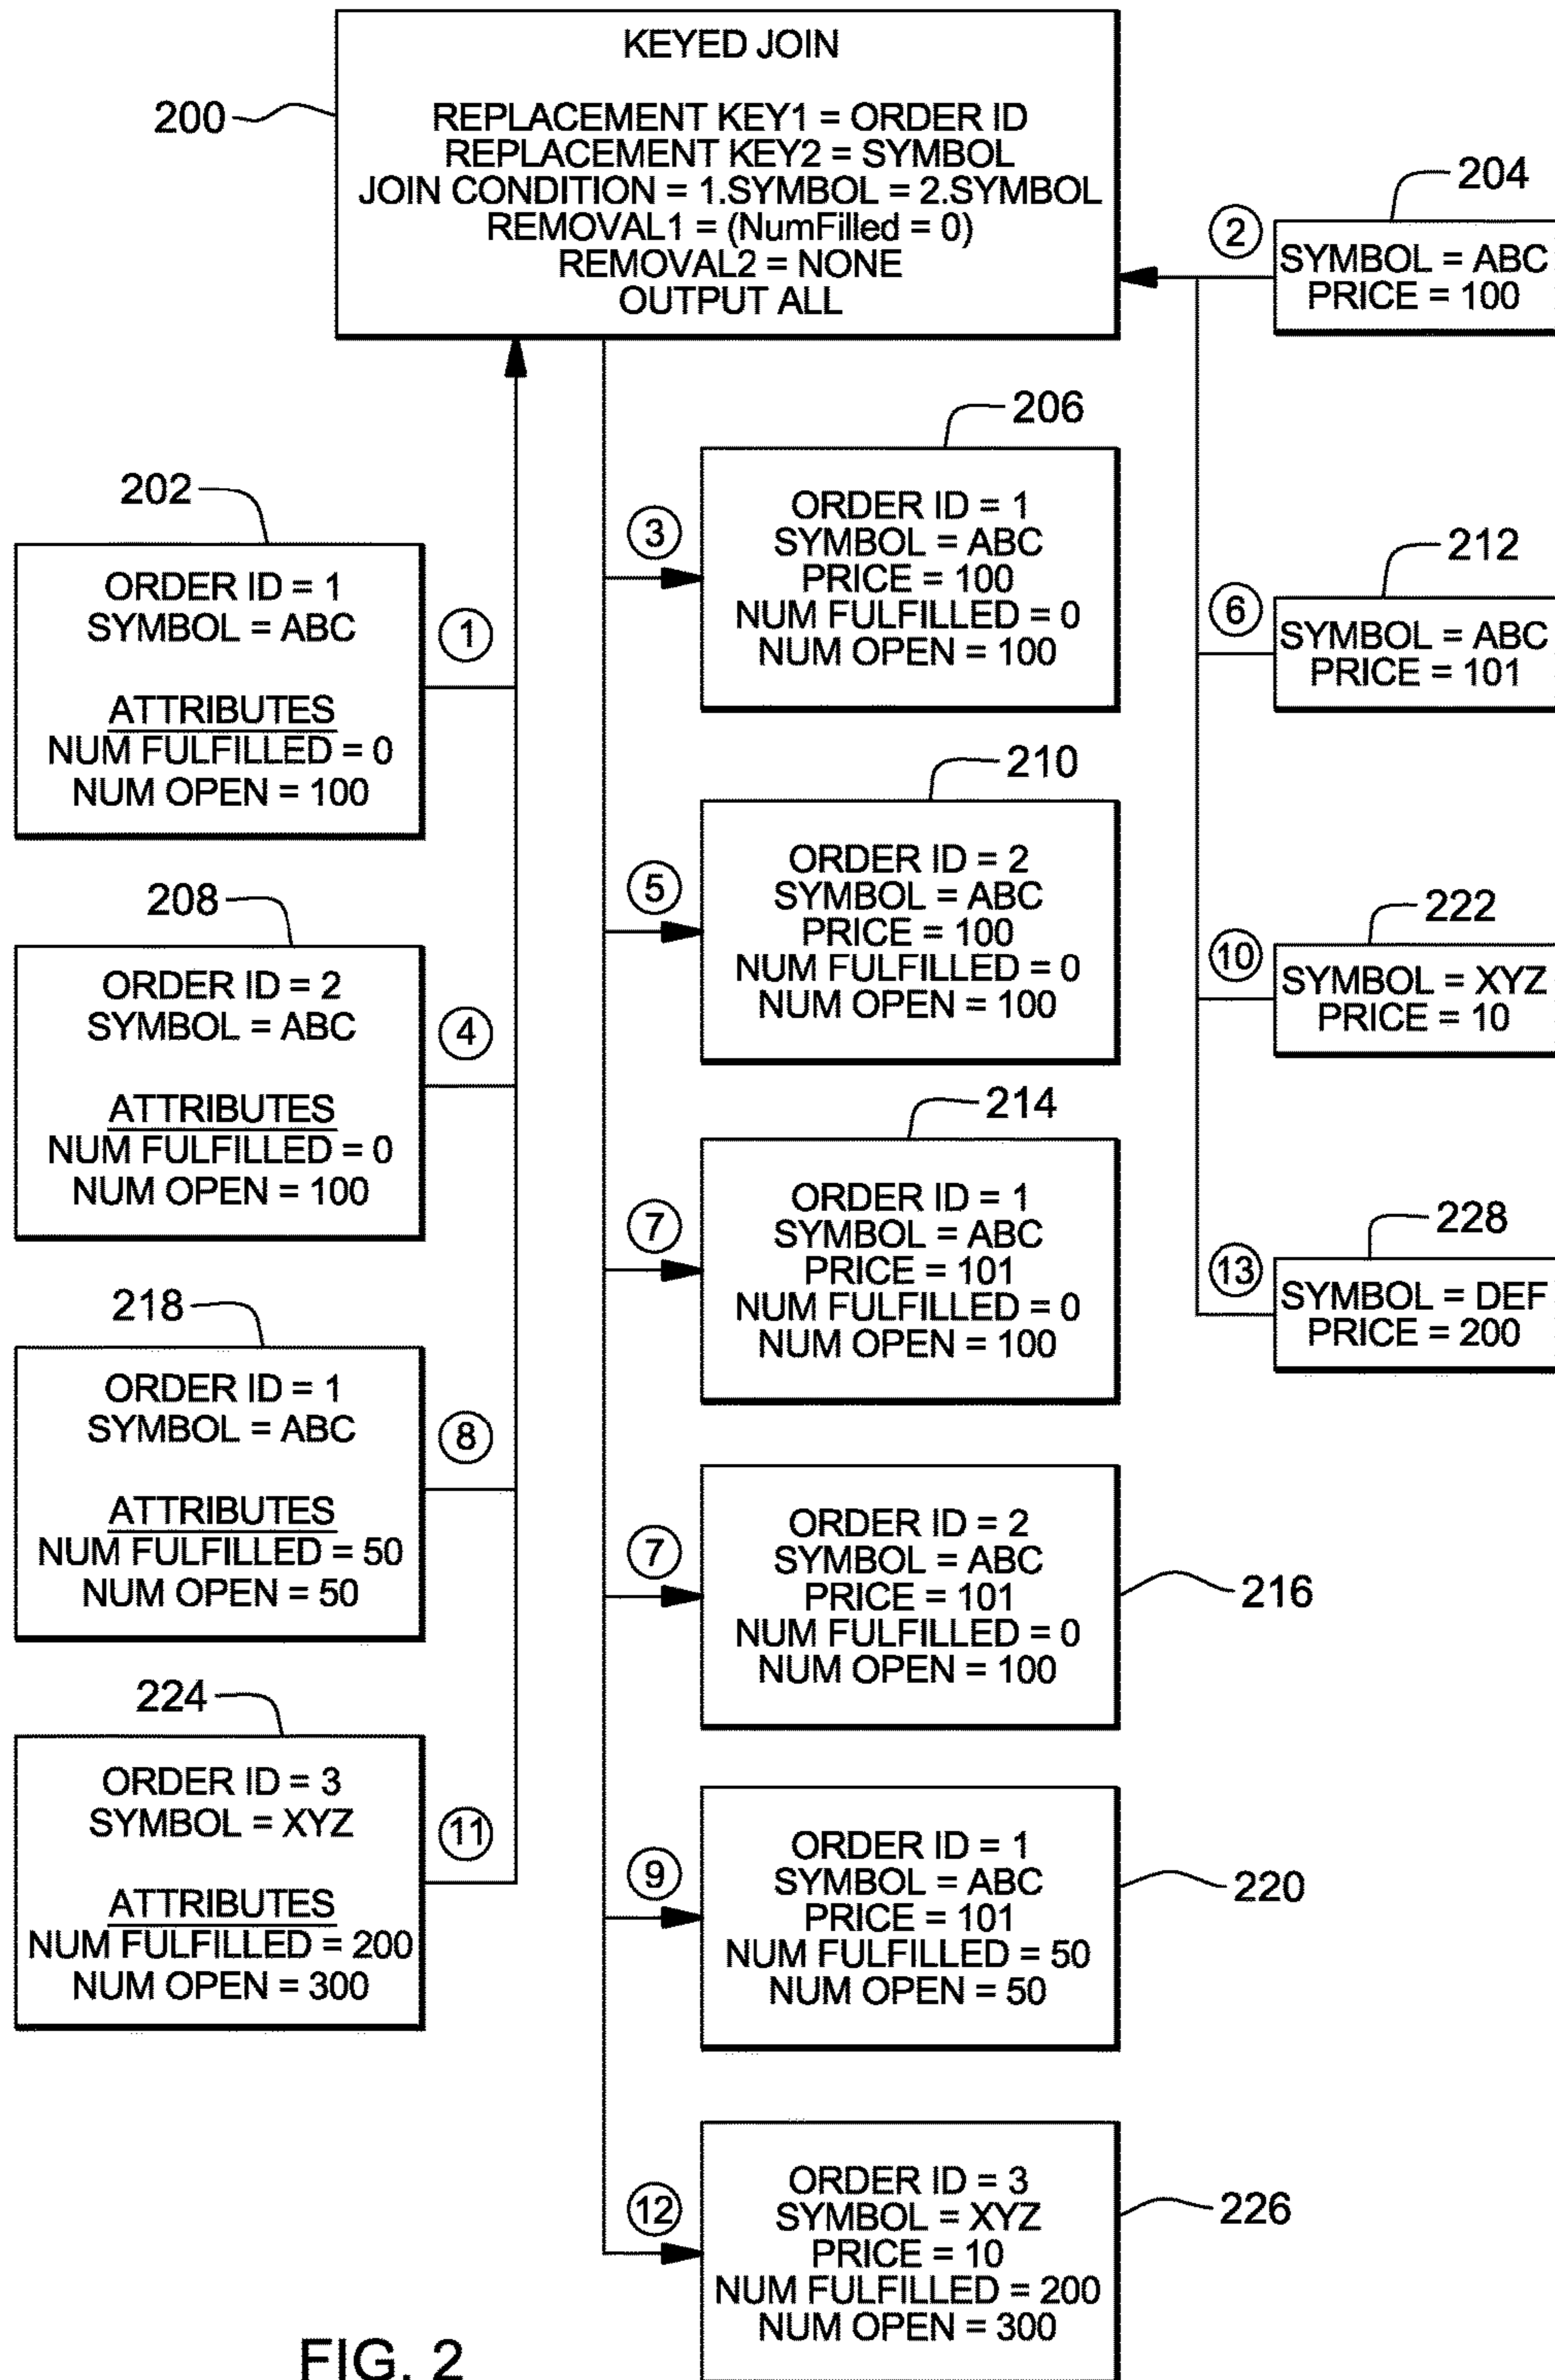 KEYED JOIN
REPLACEMENT KEY1 = ORDER ID
REPLACEMENT KEY2 = SYMBOL
JOIN CONDITION = 1.SYMBOL = 2.SYMBOL
REMOVAL1 = (NumFilled = 0)
REMOVAL2 = NONE
OUTPUT ALL
200
204
2
SYMBOL = ABC
PRICE = 100
202
ORDER ID = 1
SYMBOL = ABC
ATTRIBUTES
NUM FULFILLED = 0
NUM OPEN = 100
1
208
ORDER ID = 2
SYMBOL = ABC
ATTRIBUTES
NUM FULFILLED = 0
NUM OPEN = 100
4
218
ORDER ID = 1
SYMBOL = ABC
ATTRIBUTES
NUM FULFILLED = 50
NUM OPEN = 50
8
224
ORDER ID = 3
SYMBOL = XYZ
ATTRIBUTES
NUM FULFILLED = 200
NUM OPEN = 300
11
206
3
ORDER ID = 1
SYMBOL = ABC
PRICE = 100
NUM FULFILLED = 0
NUM OPEN = 100
210
5
ORDER ID = 2
SYMBOL = ABC
PRICE = 100
NUM FULFILLED = 0
NUM OPEN = 100
214
7
ORDER ID = 1
SYMBOL = ABC
PRICE = 101
NUM FULFILLED = 0
NUM OPEN = 100
7
ORDER ID = 2
SYMBOL = ABC
PRICE = 101
NUM FULFILLED = 0
NUM OPEN = 100
216
9
ORDER ID = 1
SYMBOL = ABC
PRICE = 101
NUM FULFILLED = 50
NUM OPEN = 50
220
12
ORDER ID = 3
SYMBOL = XYZ
PRICE = 10
NUM FULFILLED = 200
NUM OPEN = 300
226
212
6
SYMBOL = ABC
PRICE = 101
222
10
SYMBOL = XYZ
PRICE = 10
228
13
SYMBOL = DEF
PRICE = 200
FIG. 2